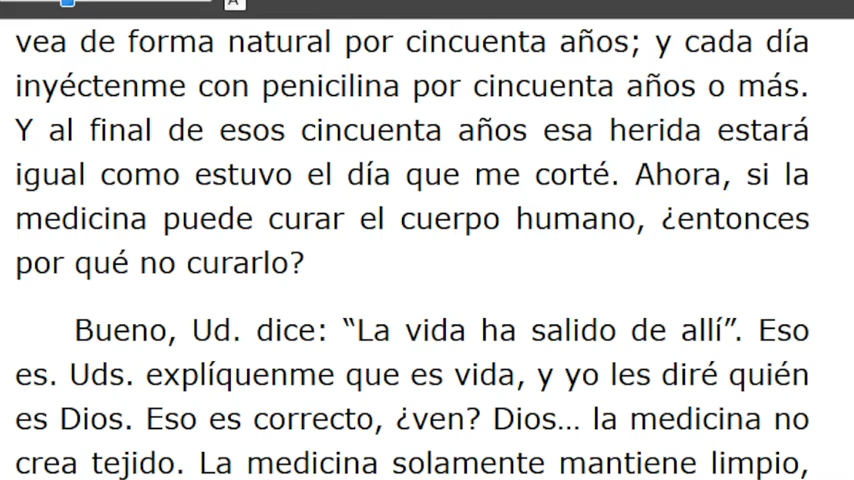 A
vea de forma natural por cincuenta años; y cada día
inyéctenme con penicilina por cincuenta años o más.
Y al final de esos cincuenta años esa herida estará
igual como estuvo el día que me corté. Ahora, si la
medicina puede curar el cuerpo humano, ¿entonces
por qué no curarlo?
Bueno, Ud. dice: “La vida ha salido de allí”. Eso
es. Uds. explíquenme que es vida, y yo les diré quién
es Dios. Eso es correcto, ¿ven? Dios... la medicina no
crea tejido. La medicina solamente mantiene limpio,